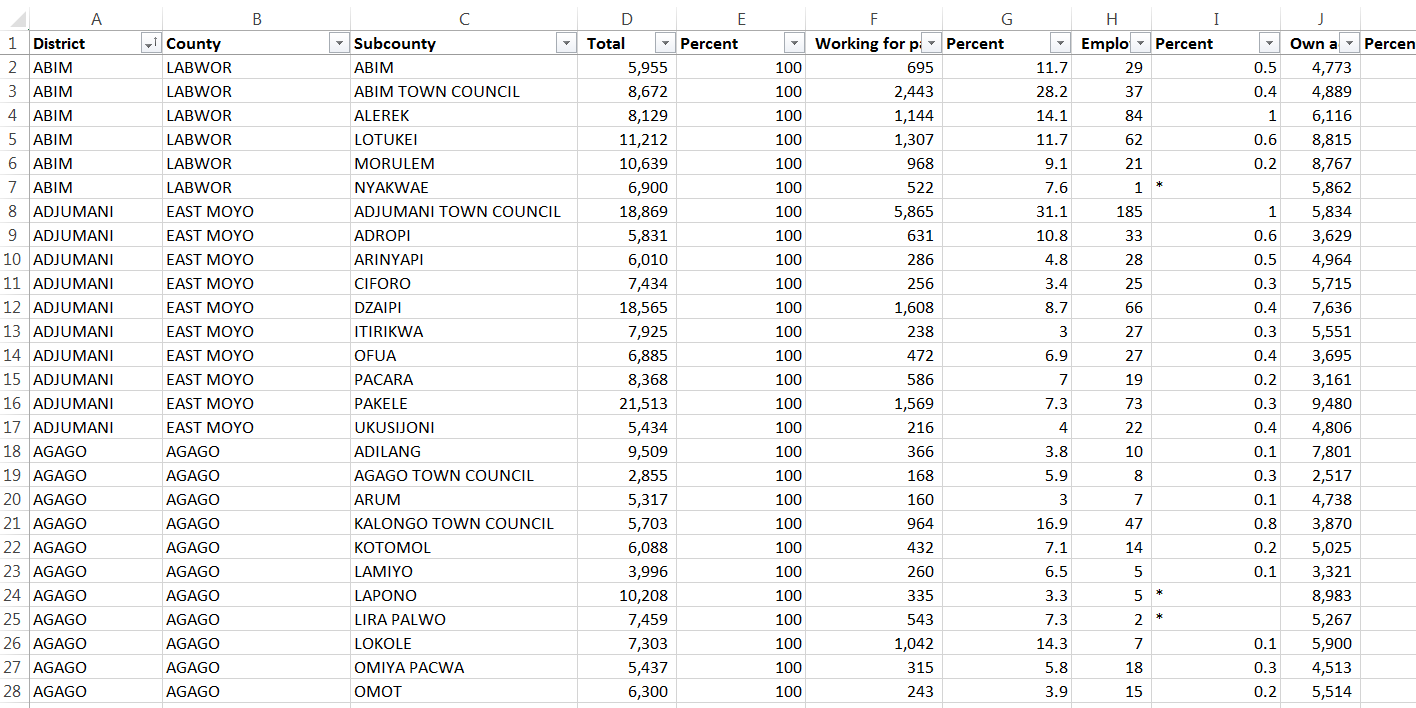 A B C D E F G H I J
1 District County Subcounty Total Percent Working for pa Percent Emplo Percent Own a Percen
2 ABIM LABWOR ABIM 5,955 100 695 11.7 29 0.5 4,773
3 ABIM LABWOR ABIM TOWN COUNCIL 8,672 100 2,443 28.2 37 0.4 4,889
4 ABIM LABWOR ALEREK 8,129 100 1,144 14.1 84 1 6,116
5 ABIM LABWOR LOTUKEI 11,212 100 1,307 11.7 62 0.6 8,815
6 ABIM LABWOR MORULEM 10,639 100 968 9.1 21 0.2 8,767
7 ABIM LABWOR NYAKWAE 6,900 100 522 7.6 1 * 5,862
8 ADJUMANI EAST MOYO ADJUMANI TOWN COUNCIL 18,869 100 5,865 31.1 185 1 5,834
9 ADJUMANI EAST MOYO ADROPI 5,831 100 631 10.8 33 0.6 3,629
10 ADJUMANI EAST MOYO ARINYAPI 6,010 100 286 4.8 28 0.5 4,964
11 ADJUMANI EAST MOYO CIFORO 7,434 100 256 3.4 25 0.3 5,715
12 ADJUMANI EAST MOYO DZAIPI 18,565 100 1,608 8.7 66 0.4 7,636
13 ADJUMANI EAST MOYO ITIRIKWA 7,925 100 238 3 27 0.3 5,551
14 ADJUMANI EAST MOYO OFUA 6,885 100 472 6.9 27 0.4 3,695
15 ADJUMANI EAST MOYO PACARA 8,368 100 586 7 19 0.2 3,161
16 ADJUMANI EAST MOYO PAKELE 21,513 100 1,569 7.3 73 0.3 9,480
17 ADJUMANI EAST MOYO UKUSIJONI 5,434 100 216 4 22 0.4 4,806
18 AGAGO AGAGO ADILANG 9,509 100 366 3.8 10 0.1 7,801
19 AGAGO AGAGO AGAGO TOWN COUNCIL 2,855 100 168 5.9 8 0.3 2,517
20 AGAGO AGAGO ARUM 5,317 100 160 3 7 0.1 4,738
21 AGAGO AGAGO KALONGO TOWN COUNCIL 5,703 100 964 16.9 47 0.8 3,870
22 AGAGO AGAGO KOTOMOL 6,088 100 432 7.1 14 0.2 5,025
23 AGAGO AGAGO LAMIYO 3,996 100 260 6.5 5 0.1 3,321
24 AGAGO AGAGO LAPONO 10,208 100 335 3.3 5 * 8,983
25 AGAGO AGAGO LIRA PALWO 7,459 100 543 7.3 2 * 5,267
26 AGAGO AGAGO LOKOLE 7,303 100 1,042 14.3 7 0.1 5,900
27 AGAGO AGAGO OMIYA PACWA 5,437 100 315 5.8 18 0.3 4,513
28 AGAGO AGAGO OMOT 6,300 100 243 3.9 15 0.2 5,514